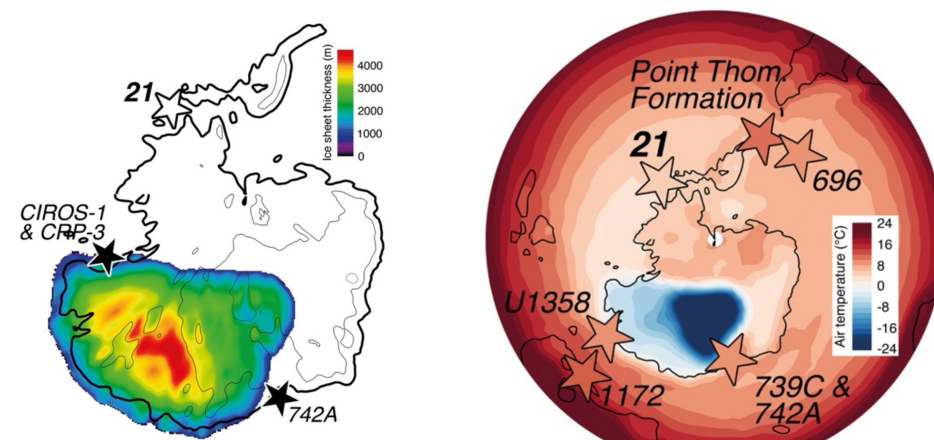 21
Ice sheet thickness (m)
4000
3000
2000
1000
0
CIROS-1
& CRP-3
742A
Point Thom.
Formation
21
696
U1358
1172
739C &
742A
Air temperature (°C)
24
16
8
0
-8
-16
-24